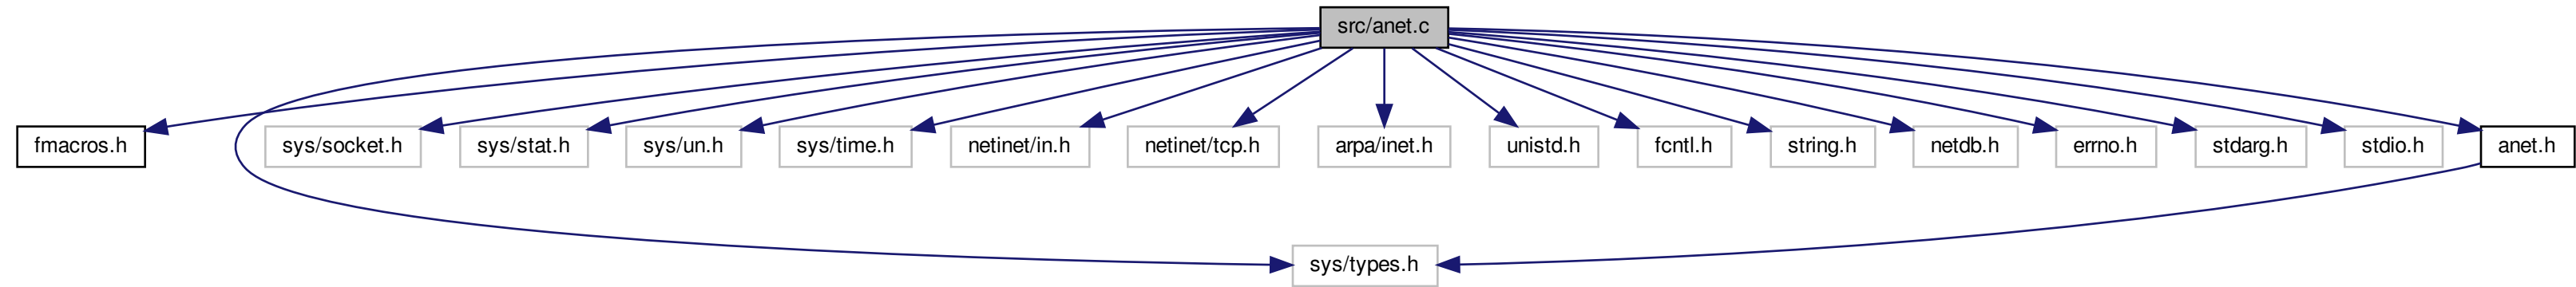 src/anet.c
fmacros.h
sys/socket.h
sys/stat.h
sys/un.h
sys/time.h
netinet/in.h
netinet/tcp.h
arpa/inet.h
unistd.h
fcntl.h
string.h
netdb.h
errno.h
stdarg.h
stdio.h
anet.h
sys/types.h